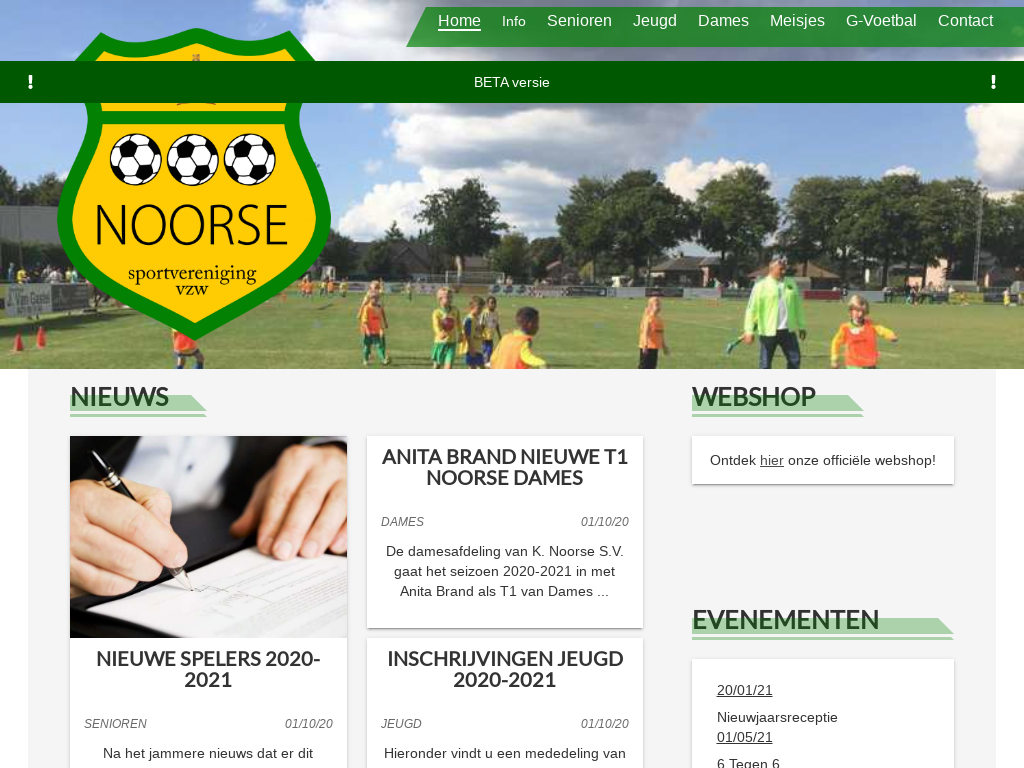 Home Info Senioren Jeugd Dames Meisjes G-Voetbal Contact
BETA versie
NOORSE
sportvereniging
vzw
NIEUWS
WEBSHOP
ANITA BRAND NIEUWE T1
NOORSE DAMES
DAMES 01/10/20
De damesafdeling van K. Noorse S.V.
gaat het seizoen 2020-2021 in met
Anita Brand als T1 van Dames ...
Ontdek hier onze officiële webshop!
EVENEMENTEN
NIEUWE SPELERS 2020-
2021
SENIOREN 01/10/20
Na het jammere nieuws dat er dit
INSCHRIJVINGEN JEUGD
2020-2021
JEUGD 01/10/20
Hieronder vindt u een mededeling van
20/01/21
Nieuwjaarsreceptie
01/05/21
6 Tegen 6